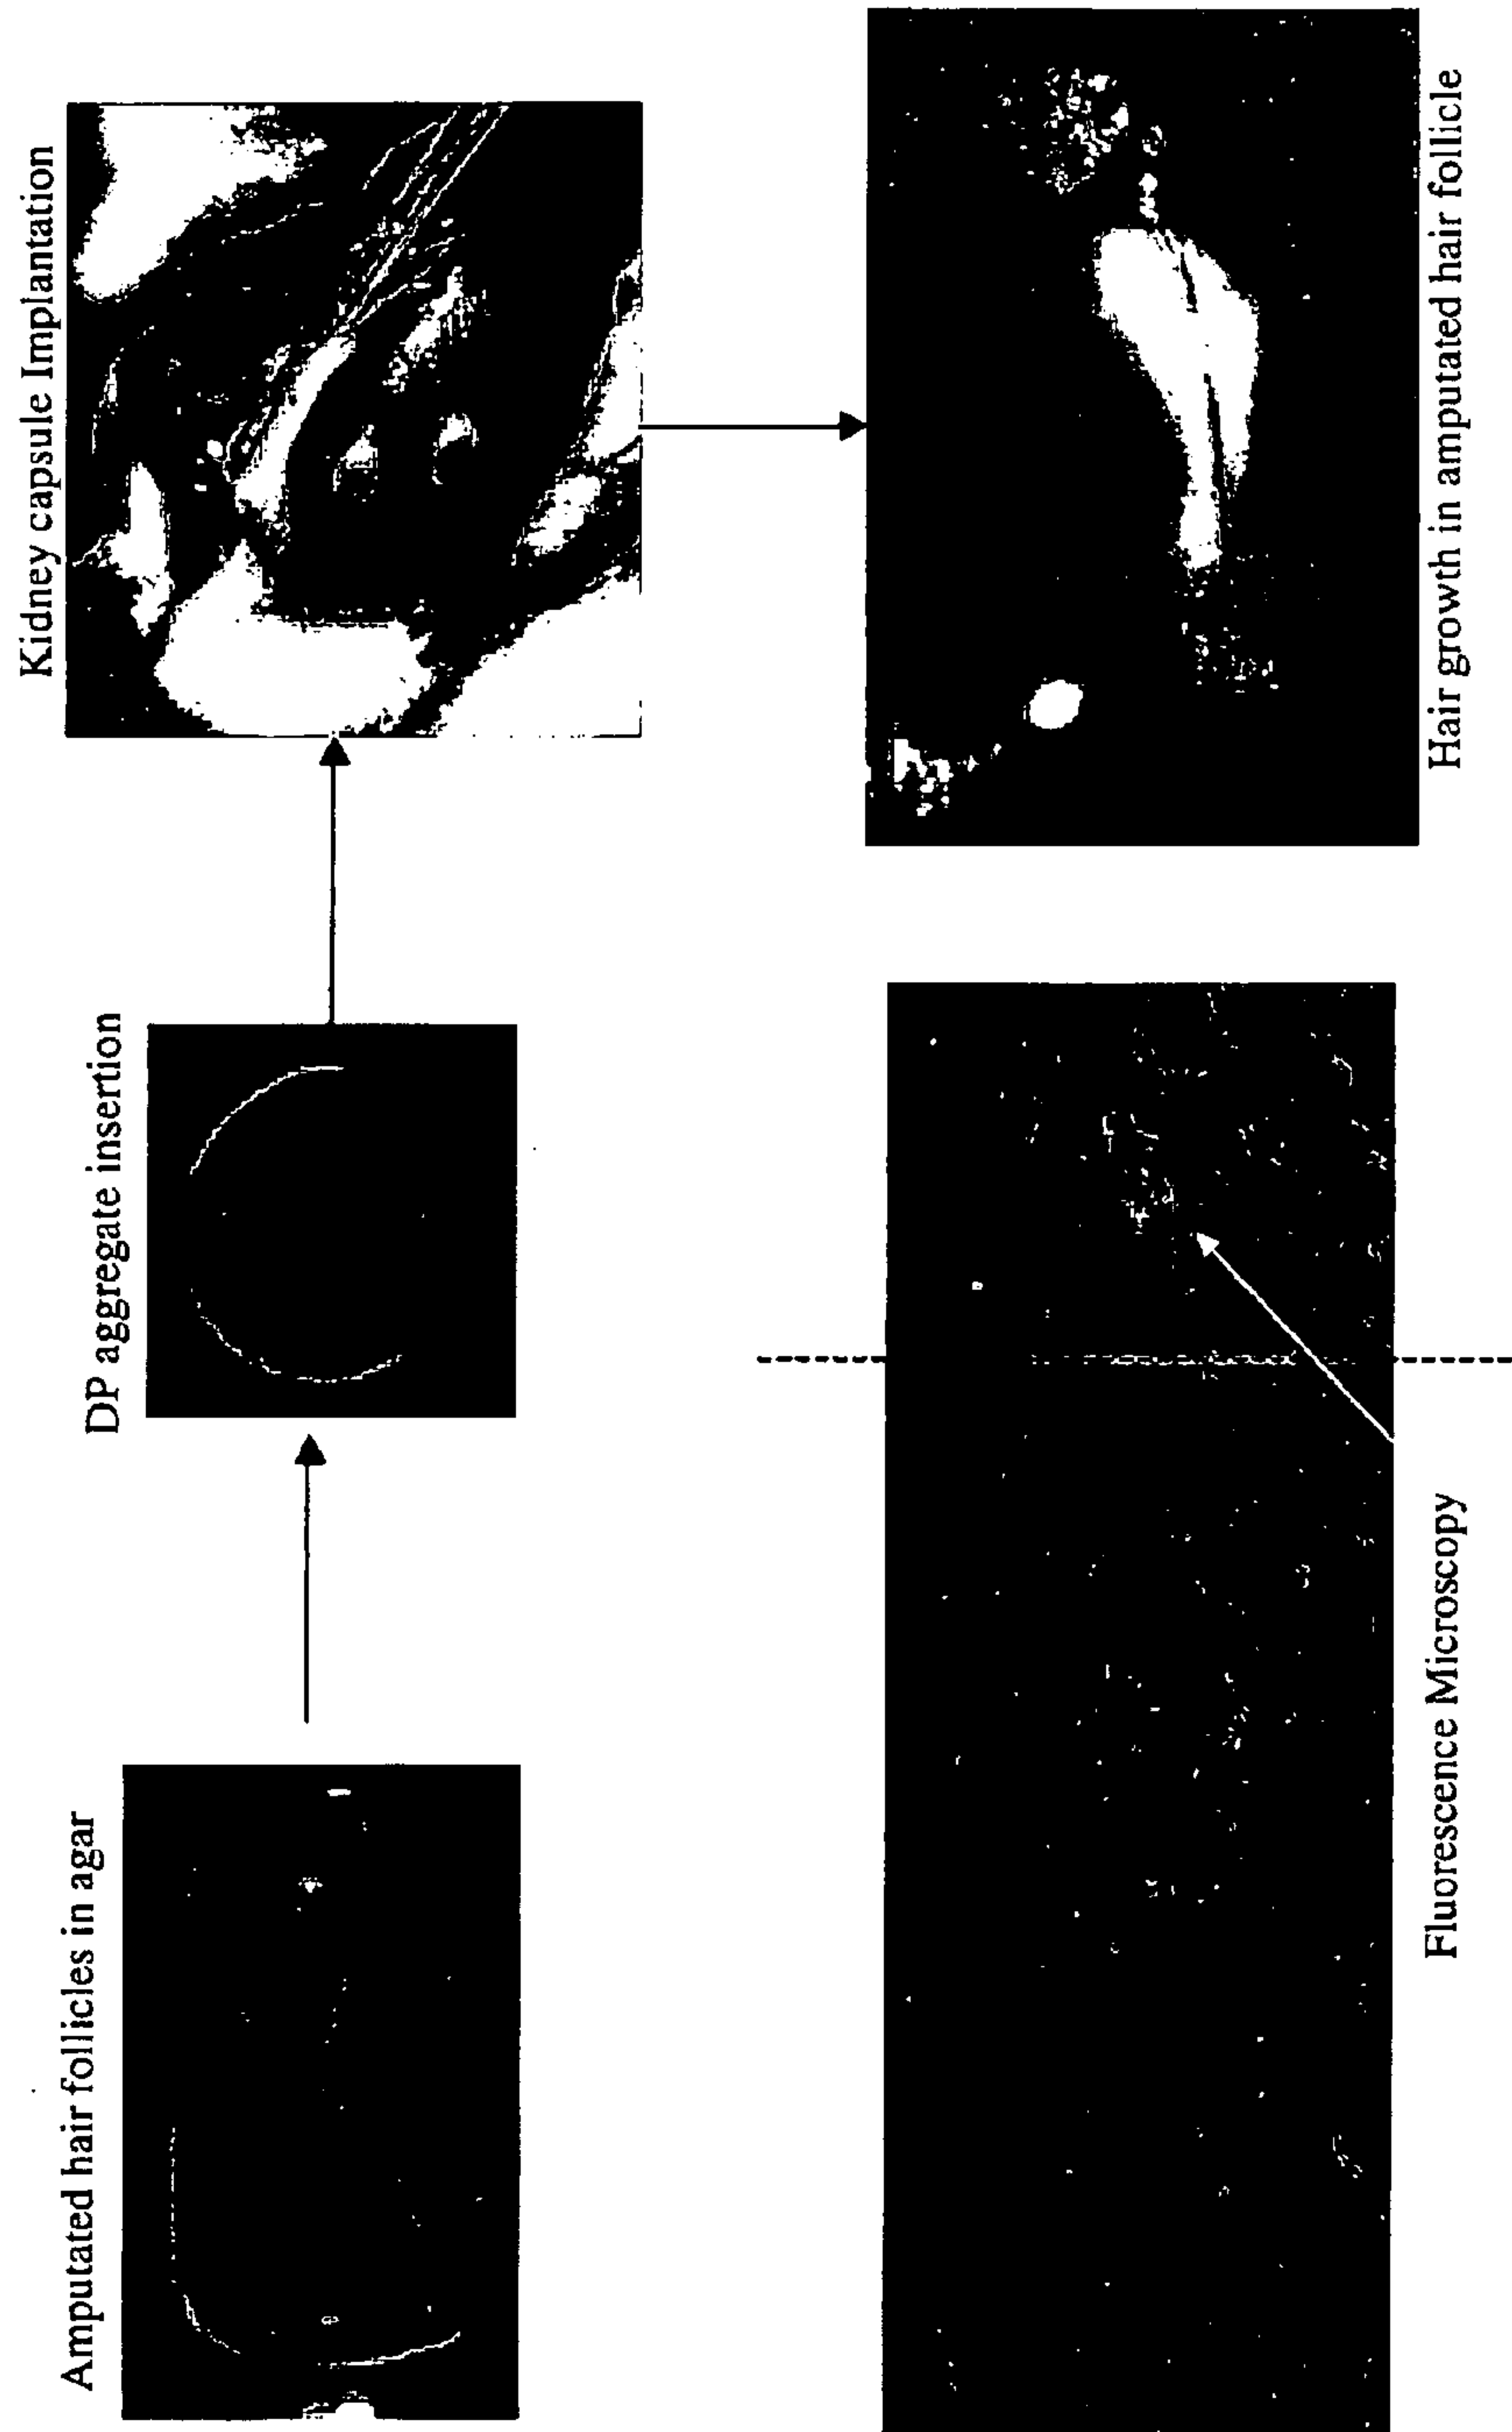 Amputated hair follicles in agar
DP aggregate insertion
Kidney capsule Implantation
Fluorescence Microscopy
Hair growth in amputated hair follicle